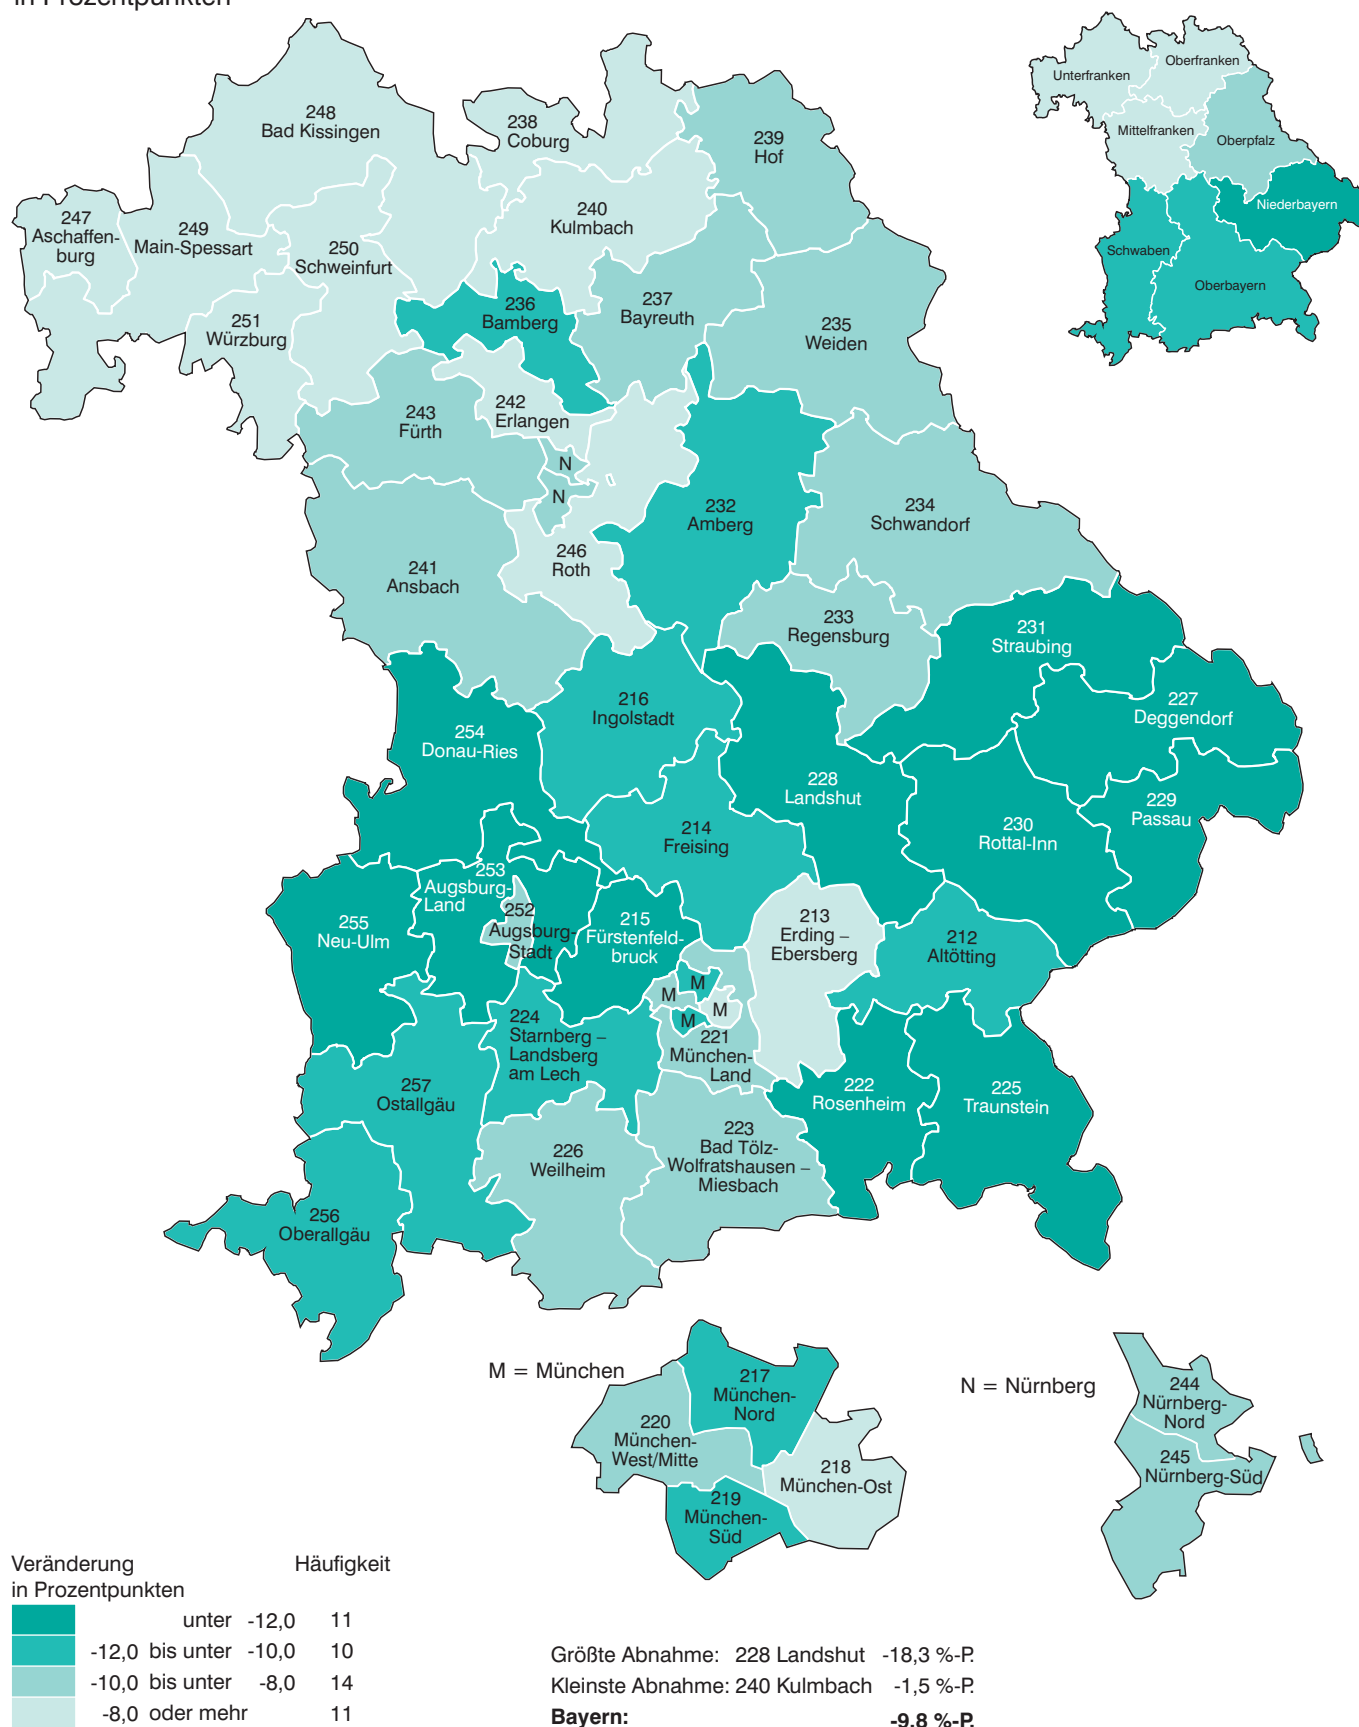 in Prozentpunkten
Unterfranken
Oberfranken
Mittelfranken
Oberpfalz
Niederbayern
Schwaben
Oberbayern
248
Bad Kissingen
238
Coburg
239
Hof
247
Aschaffen-
burg
249
Main-Spessart
250
Schweinfurt
240
Kulmbach
251
Würzburg
236
Bamberg
237
Bayreuth
235
Weiden
243
Fürth
242
Erlangen
N
N
232
Amberg
234
Schwandorf
241
Ansbach
246
Roth
233
Regensburg
231
Straubing
227
Deggendorf
216
Ingolstadt
254
Donau-Ries
228
Landshut
229
Passau
230
Rottal-Inn
214
Freising
253
Augsburg-
Land
252
Augsburg-
Stadt
255
Neu-Ulm
215
Fürstenfeld-
bruck
213
Erding –
Ebersberg
212
Altötting
M
M
M
M
224
Starnberg –
Landsberg
am Lech
221
München-
Land
257
Ostallgäu
222
Rosenheim
225
Traunstein
226
Weilheim
223
Bad Tölz-
Wolfratshausen –
Miesbach
256
Oberallgäu
M = München
217
München-
Nord
220
München-
West/Mitte
218
München-Ost
219
München-
Süd
N = Nürnberg
244
Nürnberg-
Nord
245
Nürnberg-Süd
Veränderung Häufigkeit
in Prozentpunkten
unter -12,0 11
-12,0 bis unter -10,0 10
-10,0 bis unter -8,0 14
-8,0 oder mehr 11
Größte Abnahme: 228 Landshut -18,3 %-P.
Kleinste Abnahme: 240 Kulmbach -1,5 %-P.
Bayern: -9,8 %-P.